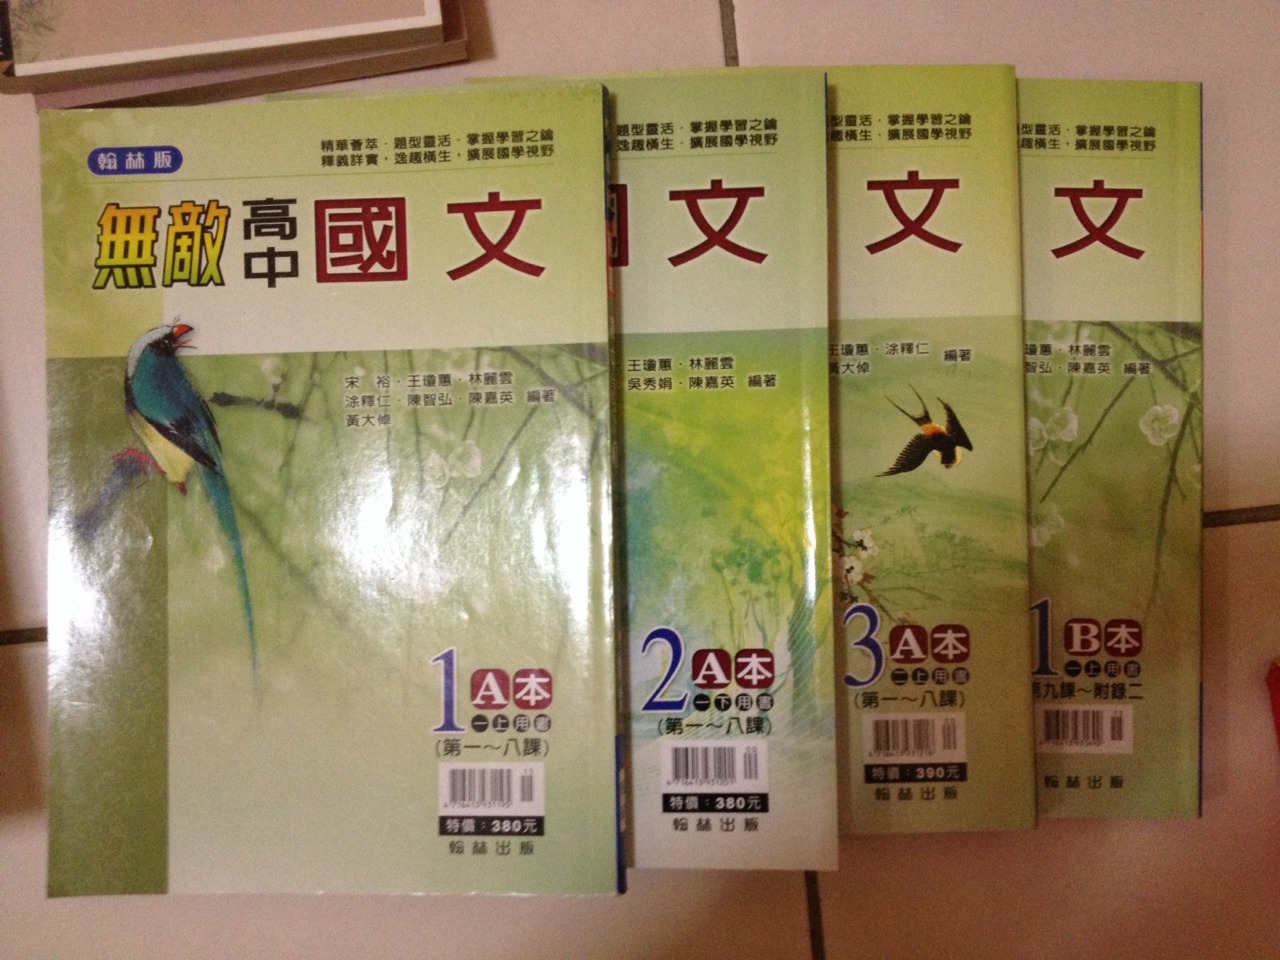 翰林版
精華薈萃．題型靈活．掌握學習之鑰
釋義詳實，逸趣橫生，擴展國學視野
無敵高中國文
宋 裕．王瓊蕙．林麗雲
涂釋仁．陳智弘．陳嘉英 編著
黃大倬
1 A本
一上用書
(第一～八課)
特價：380元
翰林出版
題型靈活．掌握學習之鑰
逸趣橫生，擴展國學視野
文
王瓊蕙．林麗雲
吳秀娟．陳嘉英 編著
2 A本
一下用書
(第一～八課)
特價：380元
翰林出版
型靈活．掌握學習之鑰
趣橫生，擴展國學視野
文
王瓊蕙．涂釋仁 編著
黃大倬
3 A本
二上用書
(第一～八課)
特價：390元
翰林出版
型靈活．掌握學習之鑰
趣橫生，擴展國學視野
文
瓊蕙．林麗雲
智弘．陳嘉英 編著
1 B本
一上用書
第九課～附錄二
翰林出版